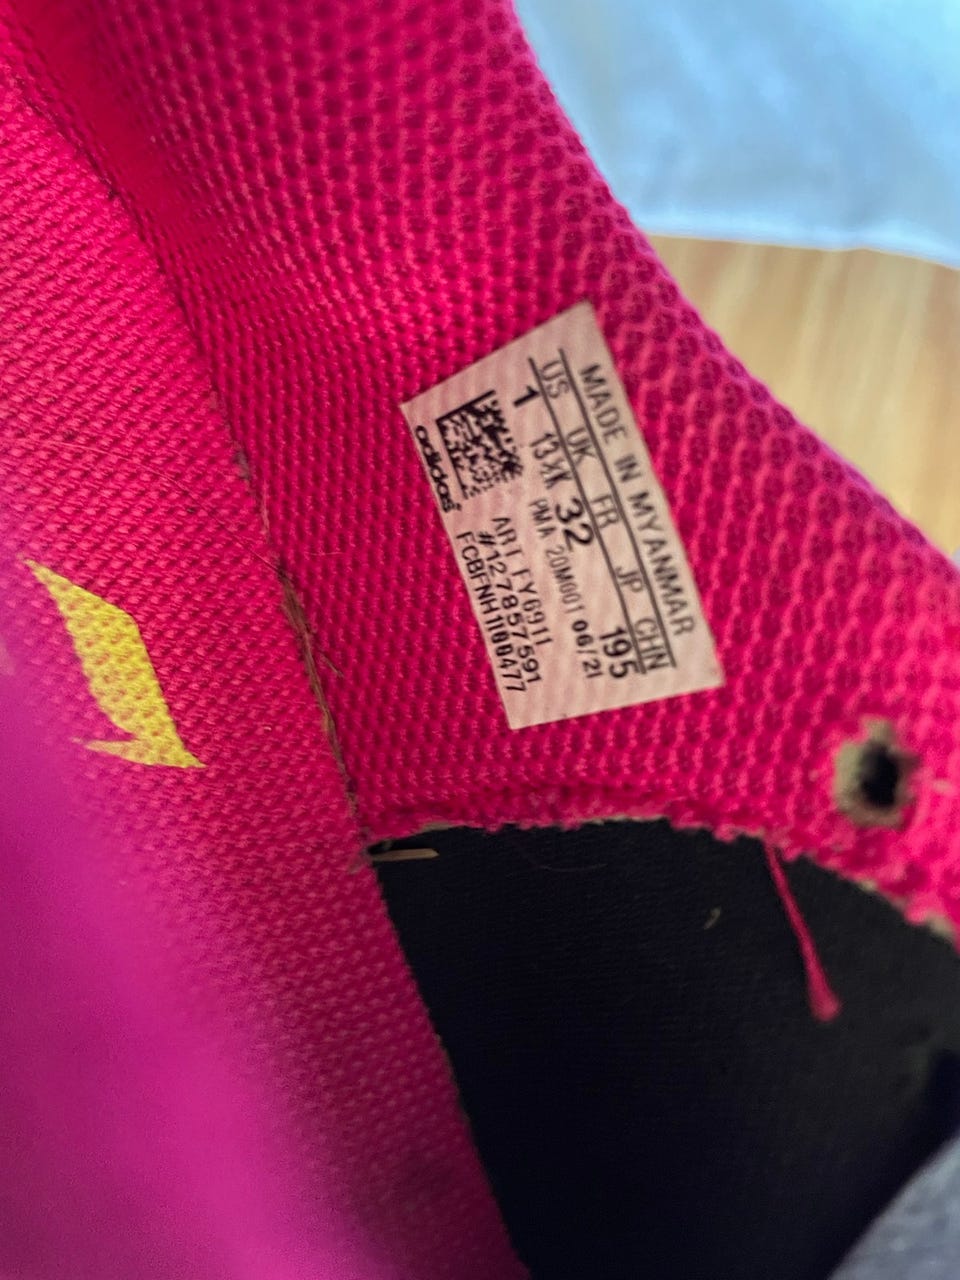 MADE IN MYANMAR
US UK FR JP CHN
1 13½K 32 195
PMA 20M001 06/21
ART FY6911
#127857591
FCBFNH1100477
adidas